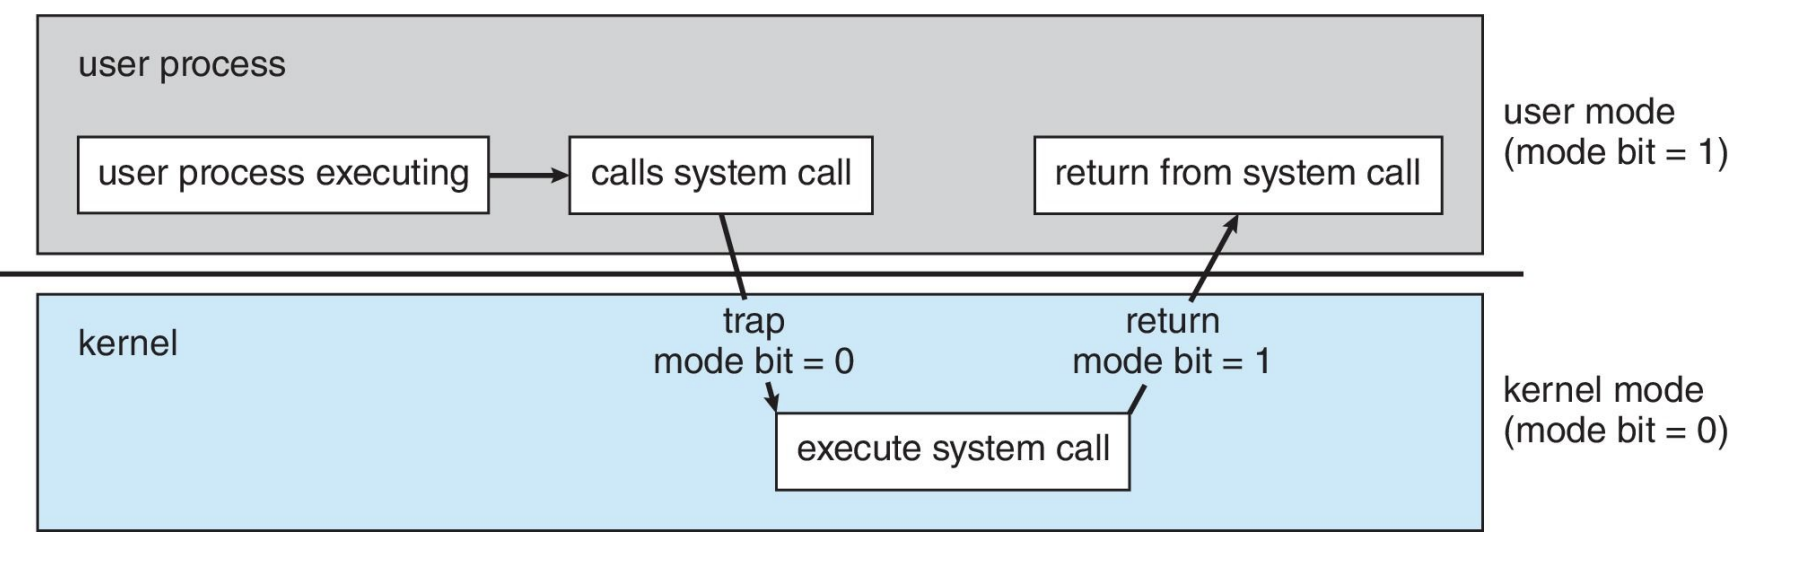 user process
user process executing
calls system call
return from system call
user mode
(mode bit = 1)
kernel
trap
mode bit = 0
return
mode bit = 1
execute system call
kernel mode
(mode bit = 0)